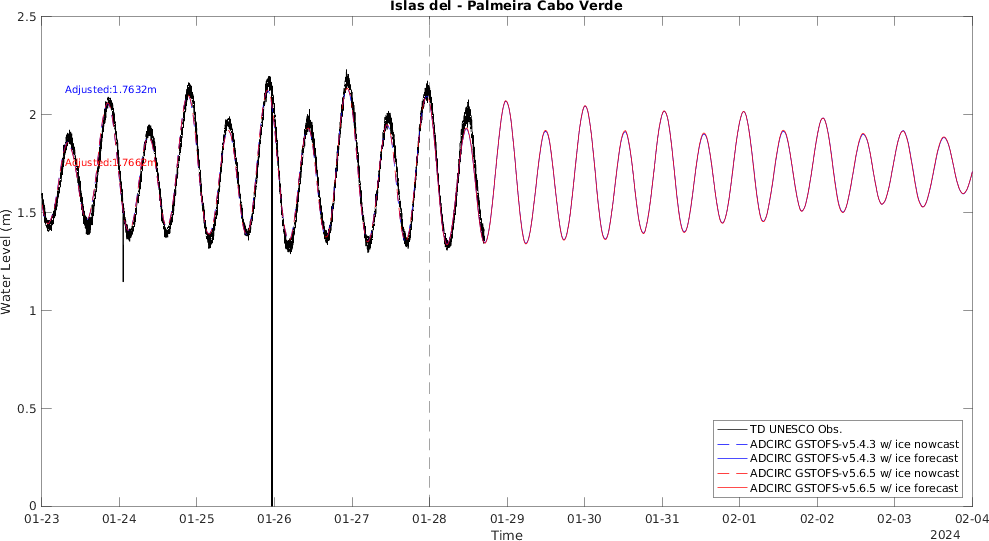 Islas del - Palmeira Cabo Verde
2.5
2
1.5
1
0.5
0
Water Level (m)
Adjusted:1.7632m
Adjusted:1.7662m
TD UNESCO Obs.
ADCIRC GSTOFS-v5.4.3 w/ ice nowcast
ADCIRC GSTOFS-v5.4.3 w/ ice forecast
ADCIRC GSTOFS-v5.6.5 w/ ice nowcast
ADCIRC GSTOFS-v5.6.5 w/ ice forecast
01-23 01-24 01-25 01-26 01-27 01-28 01-29 01-30 01-31 02-01 02-02 02-03 02-04
Time
2024